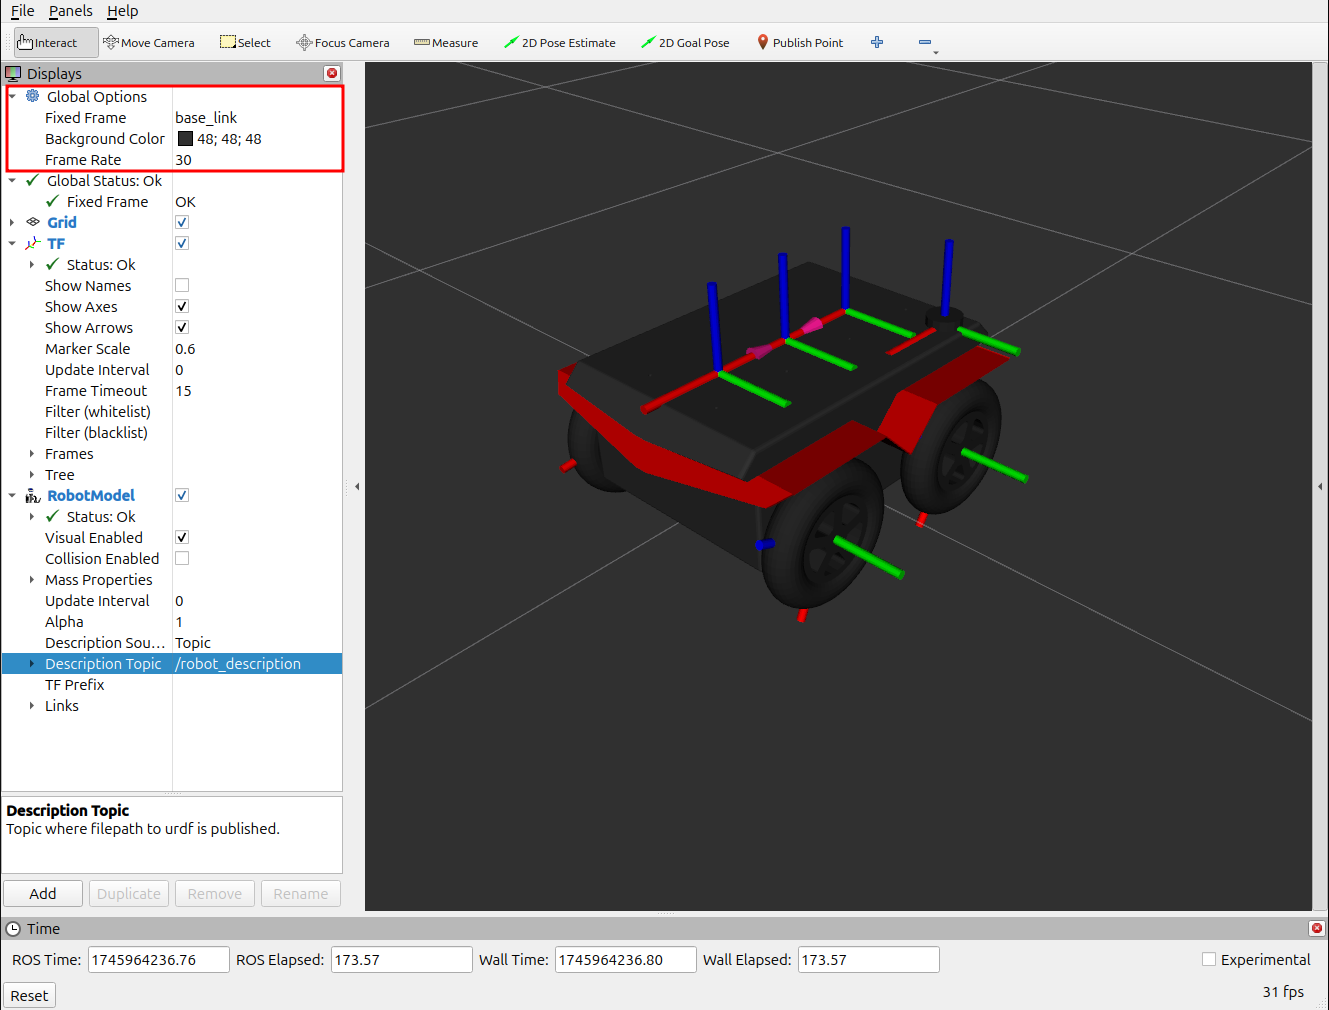 File Panels Help
Interact Move Camera Select Focus Camera Measure 2D Pose Estimate 2D Goal Pose Publish Point
Displays
Global Options
Fixed Frame base_link
Background Color 48; 48; 48
Frame Rate 30
Global Status: Ok
Fixed Frame OK
Grid
TF
Status: Ok
Show Names
Show Axes
Show Arrows
Marker Scale 0.6
Update Interval 0
Frame Timeout 15
Filter (whitelist)
Filter (blacklist)
Frames
Tree
RobotModel
Status: Ok
Visual Enabled
Collision Enabled
Mass Properties
Update Interval 0
Alpha 1
Description Sou... Topic
Description Topic /robot_description
TF Prefix
Links
Description Topic
Topic where filepath to urdf is published.
Add Duplicate Remove Rename
Time
ROS Time: 1745964236.76 ROS Elapsed: 173.57 Wall Time: 1745964236.80 Wall Elapsed: 173.57 Experimental
Reset 31 fps